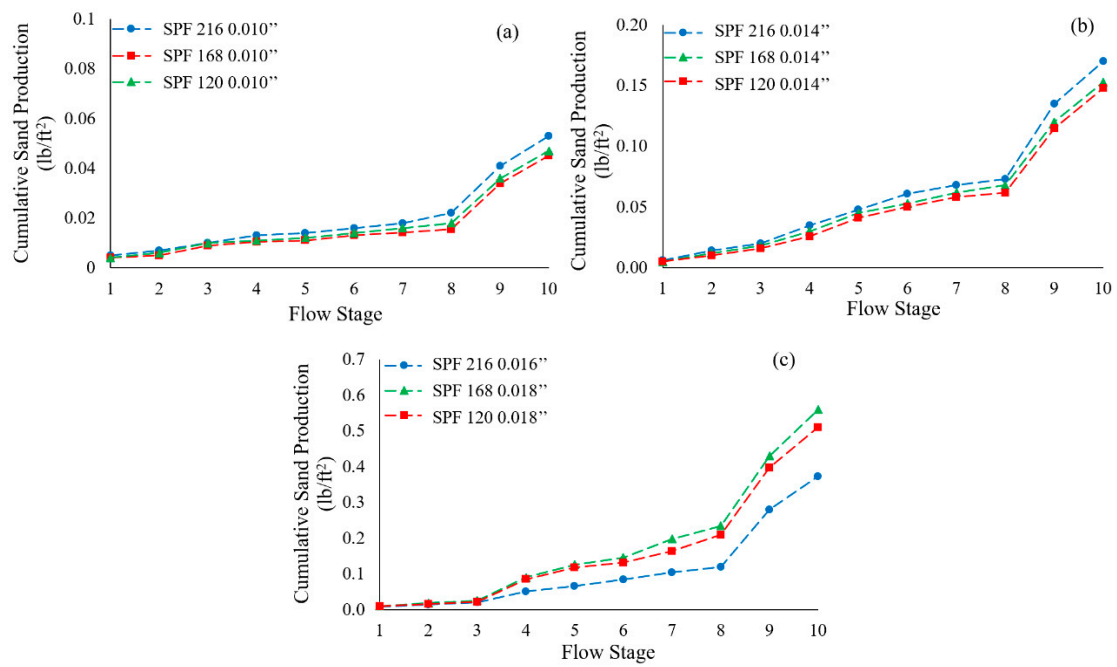 (a)
SPF 216 0.010’’
SPF 168 0.010’’
SPF 120 0.010’’
Cumulative Sand Production
(lb/ft²)
0.1
0.08
0.06
0.04
0.02
0
1 2 3 4 5 6 7 8 9 10
Flow Stage
(b)
SPF 216 0.014’’
SPF 168 0.014’’
SPF 120 0.014’’
Cumulative Sand Production
(lb/ft²)
0.20
0.15
0.10
0.05
0.00
1 2 3 4 5 6 7 8 9 10
Flow Stage
(c)
SPF 216 0.016’’
SPF 168 0.018’’
SPF 120 0.018’’
Cumulative Sand Production
(lb/ft²)
0.7
0.6
0.5
0.4
0.3
0.2
0.1
0.0
1 2 3 4 5 6 7 8 9 10
Flow Stage